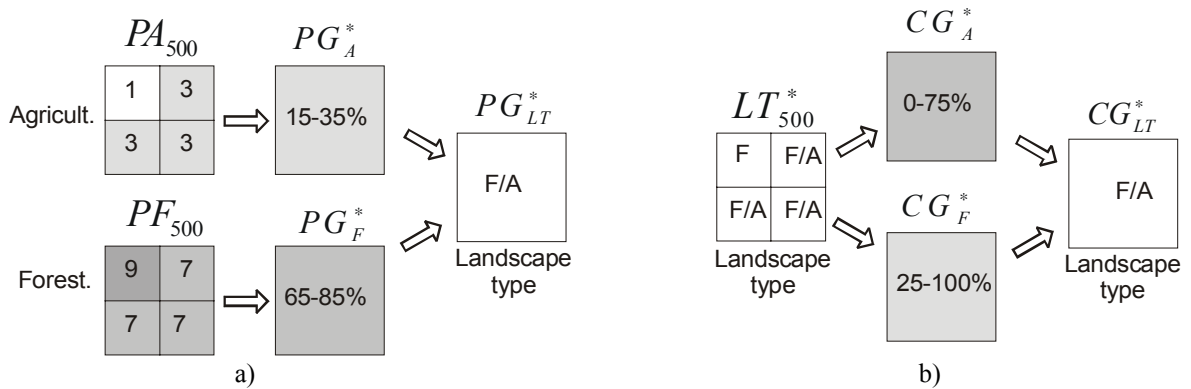 PA500
PG*A
Agricult.
1 3
3 3
15-35%
PF500
PG*F
Forest.
9 7
7 7
65-85%
PG*LT
F/A
Landscape
type
a)
LT*500
F F/A
F/A F/A
Landscape
type
CG*A
0-75%
CG*F
25-100%
CG*LT
F/A
Landscape
type
b)